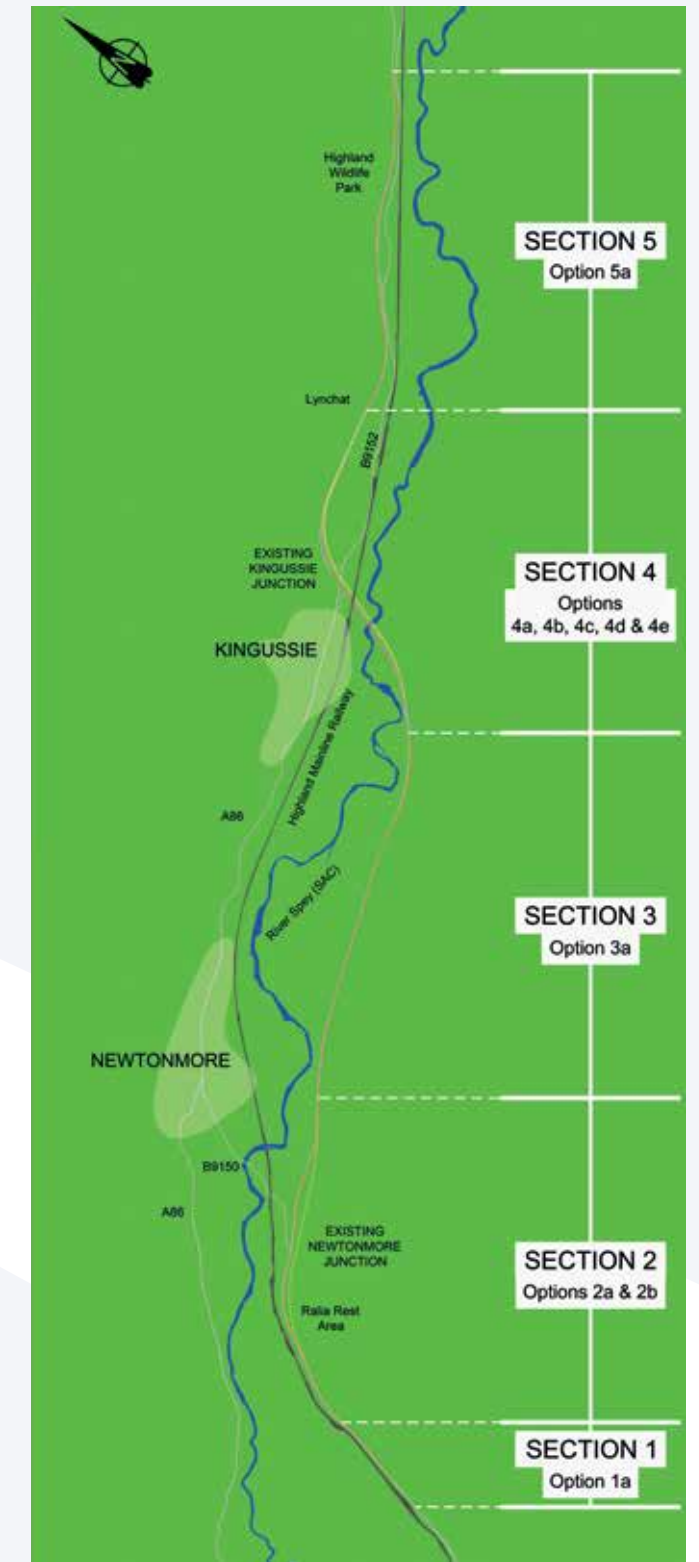 Highland
Wildlife
Park
SECTION 5
Option 5a
Lynchat
B9152
EXISTING
KINGUSSIE
JUNCTION
SECTION 4
Options
4a, 4b, 4c, 4d & 4e
KINGUSSIE
Highland Mainline Railway
A86
River Spey (SAC)
SECTION 3
Option 3a
NEWTONMORE
B9150
A86
EXISTING
NEWTONMORE
JUNCTION
SECTION 2
Options 2a & 2b
Ralia Rest
Area
SECTION 1
Option 1a